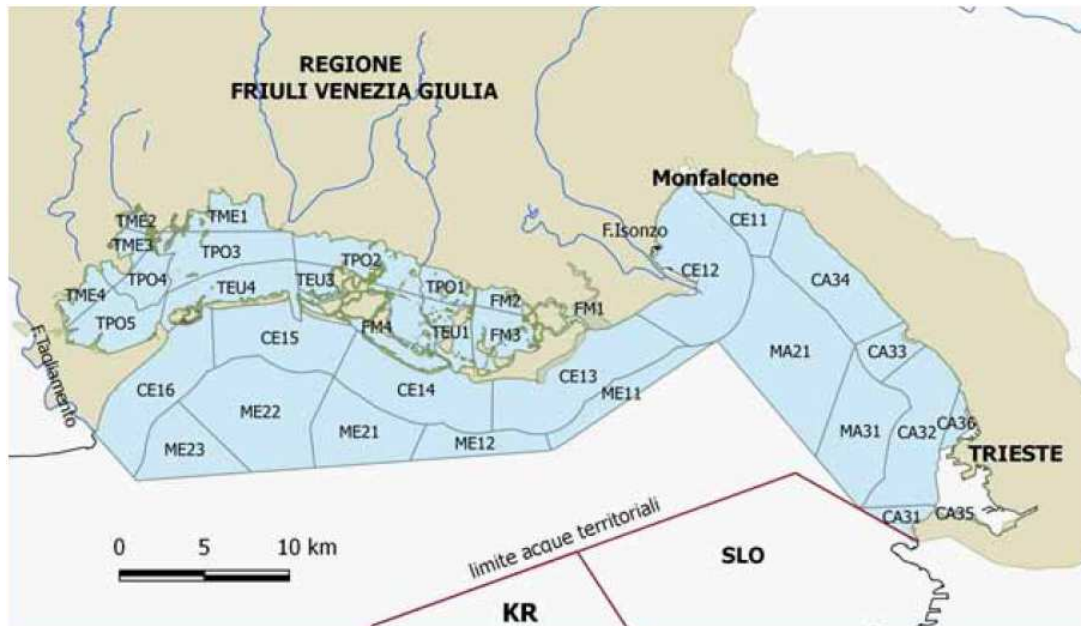 REGIONE
FRIULI VENEZIA GIULIA
Monfalcone
TME2
TME1
CE11
TME3
F.Isonzo
TPO3
TPO2
CE12
TPO4
TEU3
CA34
TME4
TEU4
TPO1
FM2
FM1
TPO5
FM4
TEU1
FM3
CE15
CA33
MA21
F.Tagliamento
CE16
CE14
CE13
ME11
ME22
ME21
ME12
ME23
MA31
CA32
CA36
TRIESTE
CA31
CA35
0 5 10 km
limite acque territoriali
SLO
KR